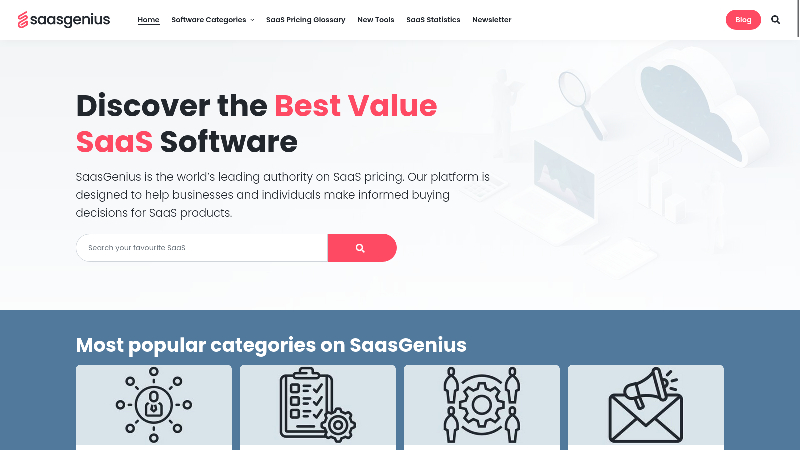 saasgenius
Home Software Categories SaaS Pricing Glossary New Tools SaaS Statistics Newsletter Blog
Discover the Best Value
SaaS Software
SaasGenius is the world's leading authority on SaaS pricing. Our platform is
designed to help businesses and individuals make informed buying
decisions for SaaS products.
Search your favourite SaaS
Most popular categories on SaasGenius